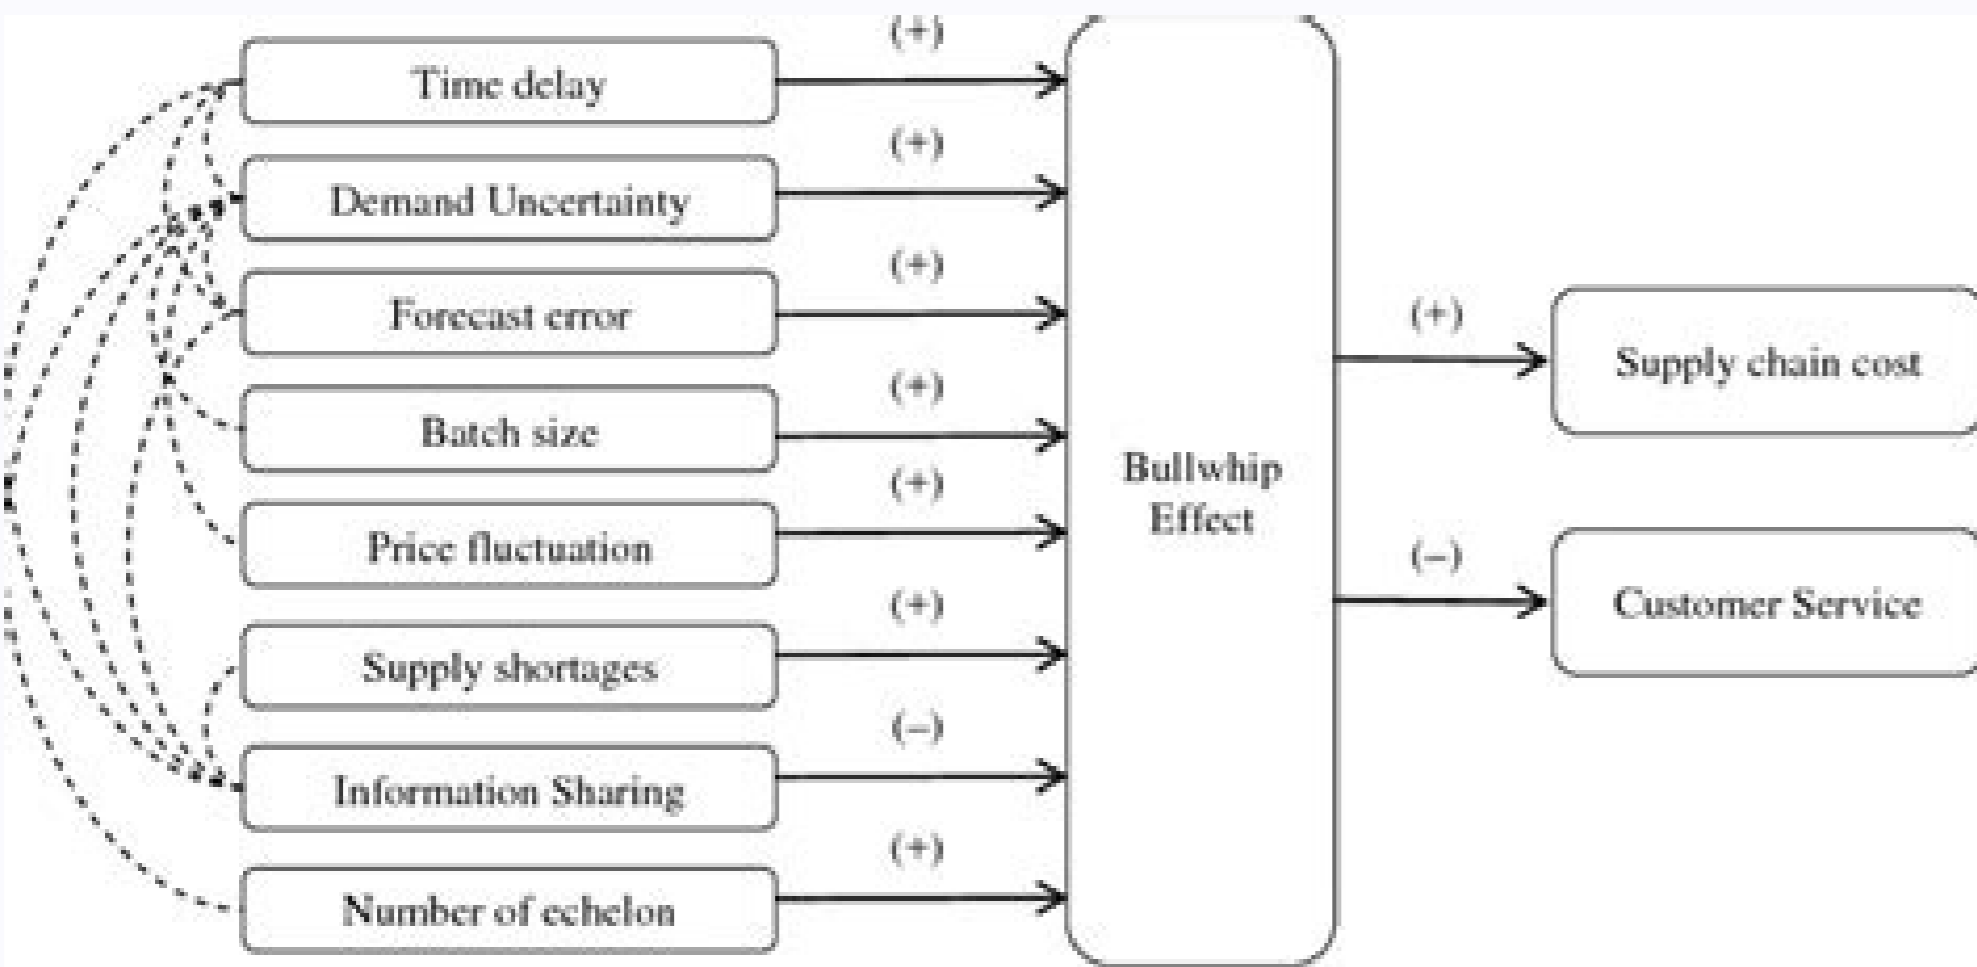 (+)
Time delay
(+)
Demand Uncertainty
(+)
Forecast error
(+)
Batch size
(+)
Price fluctuation
(+)
Supply shortages
(–)
Information Sharing
(+)
Number of echelon
Bullwhip
Effect
(+)
Supply chain cost
(–)
Customer Service